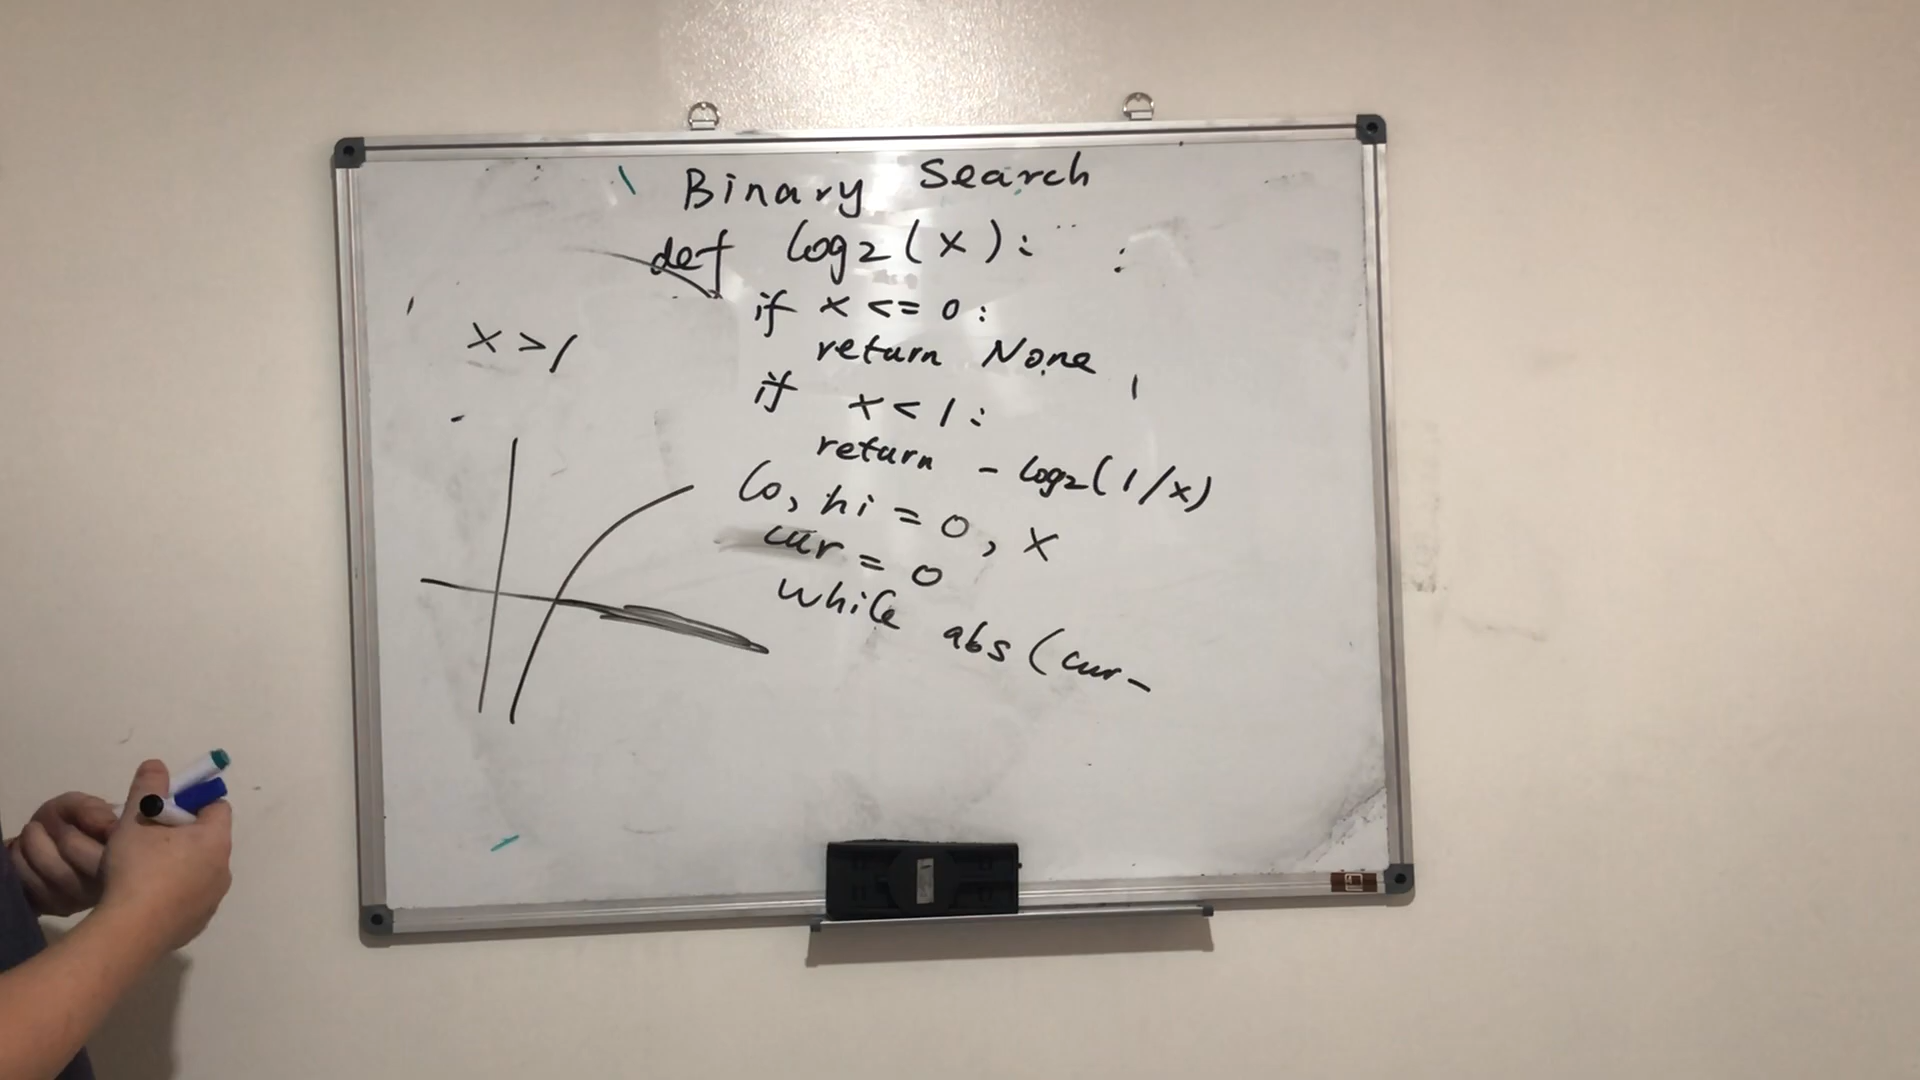 Binary Search
def log2(x):
if x <= 0:
return None
if x < 1:
return - log2(1/x)
lo, hi = 0, x
cur = 0
while abs(cur-
x > 1